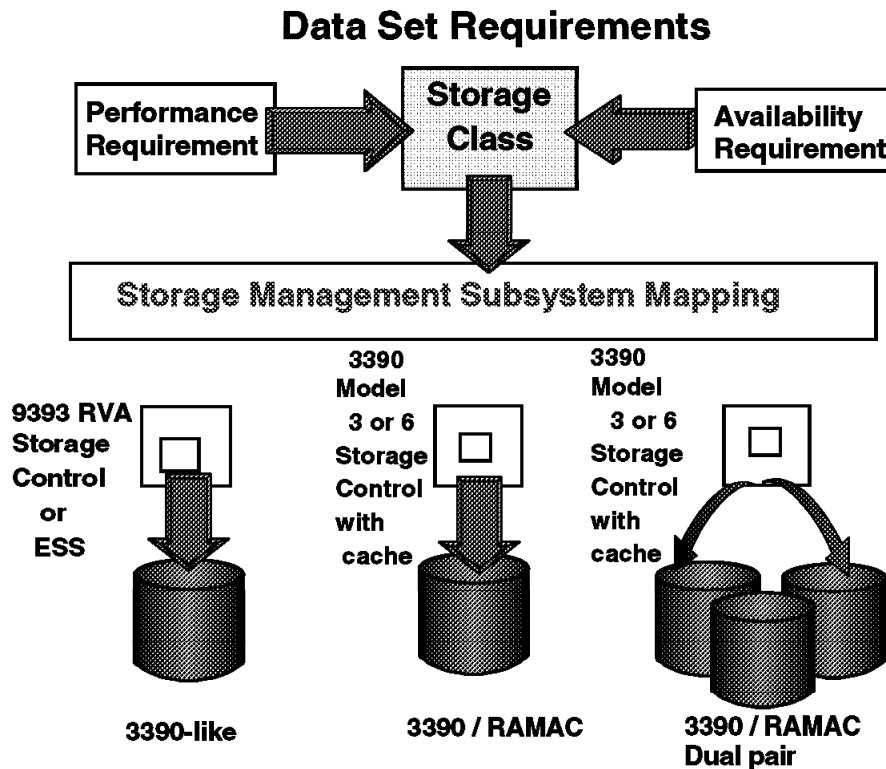 Data Set Requirements
Performance
Requirement
Storage
Class
Availability
Requirement
Storage Management Subsystem Mapping
9393 RVA
Storage
Control
or
ESS
3390
Model
3 or 6
Storage
Control
with
cache
3390
Model
3 or 6
Storage
Control
with
cache
3390-like
3390 / RAMAC
3390 / RAMAC
Dual pair